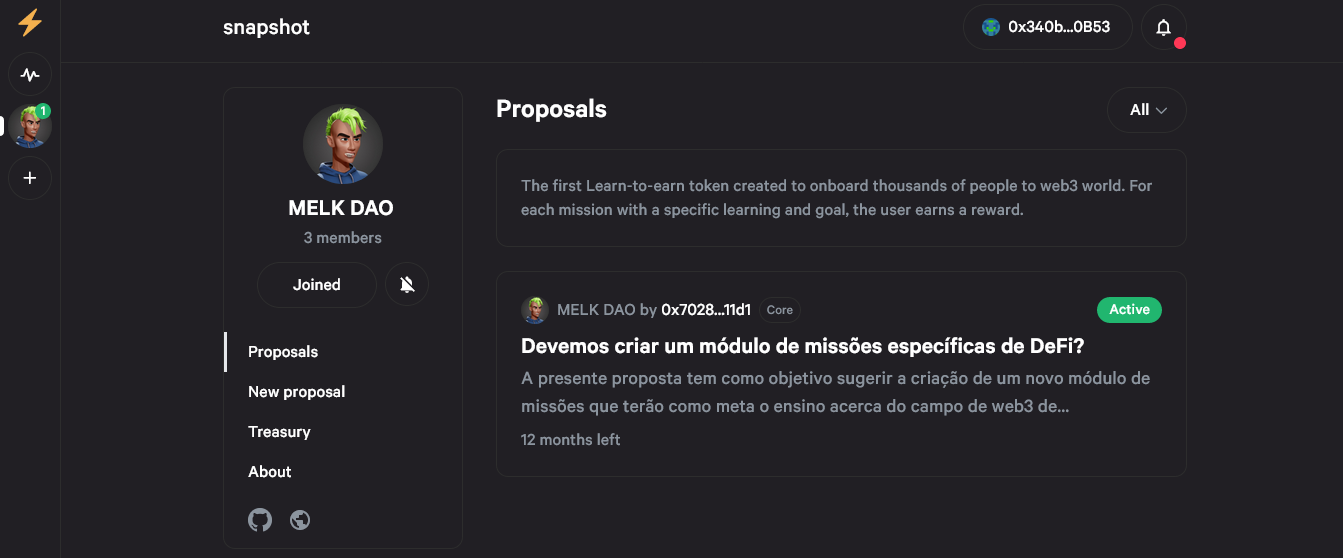 snapshot
0x340b...0B53
1
MELK DAO
3 members
Joined
Proposals
New proposal
Treasury
About
Proposals
All
The first Learn-to-earn token created to onboard thousands of people to web3 world. For
each mission with a specific learning and goal, the user earns a reward.
MELK DAO by 0x7028...11d1 Core
Active
Devemos criar um módulo de missões específicas de DeFi?
A presente proposta tem como objetivo sugerir a criação de um novo módulo de
missões que terão como meta o ensino acerca do campo de web3 de...
12 months left